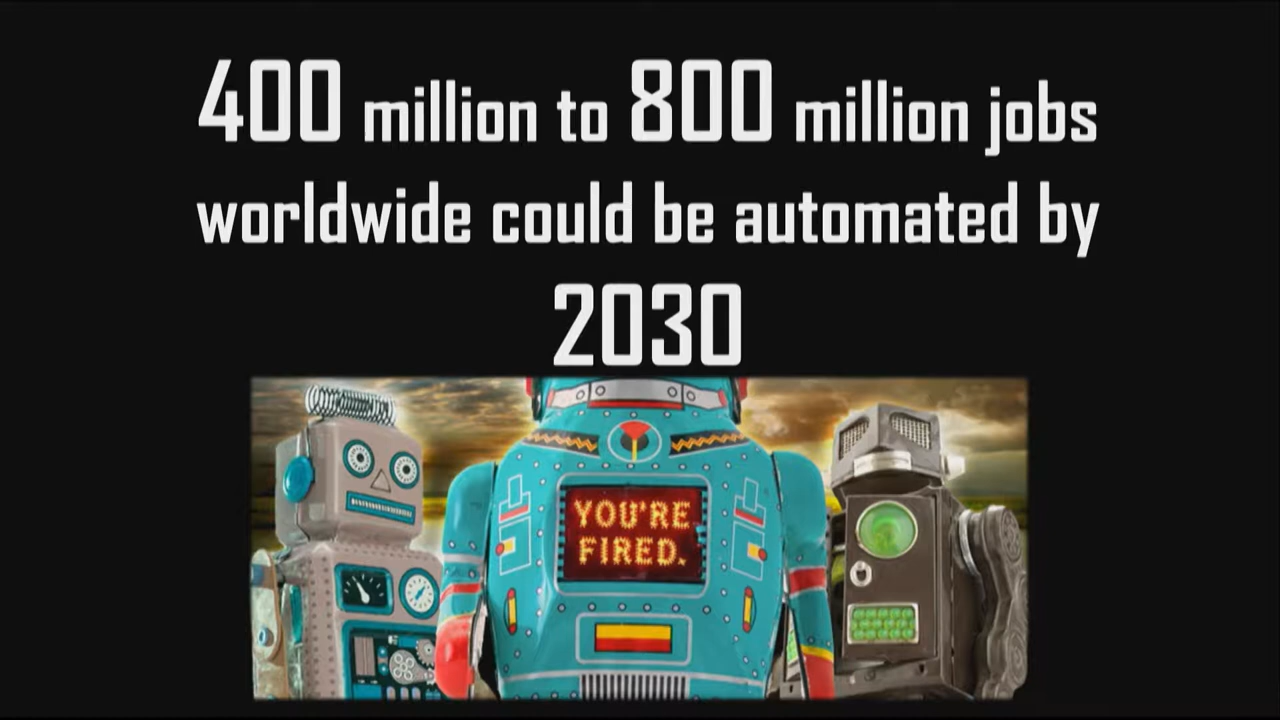 400 million to 800 million jobs
worldwide could be automated by
2030
YOU'RE
FIRED.